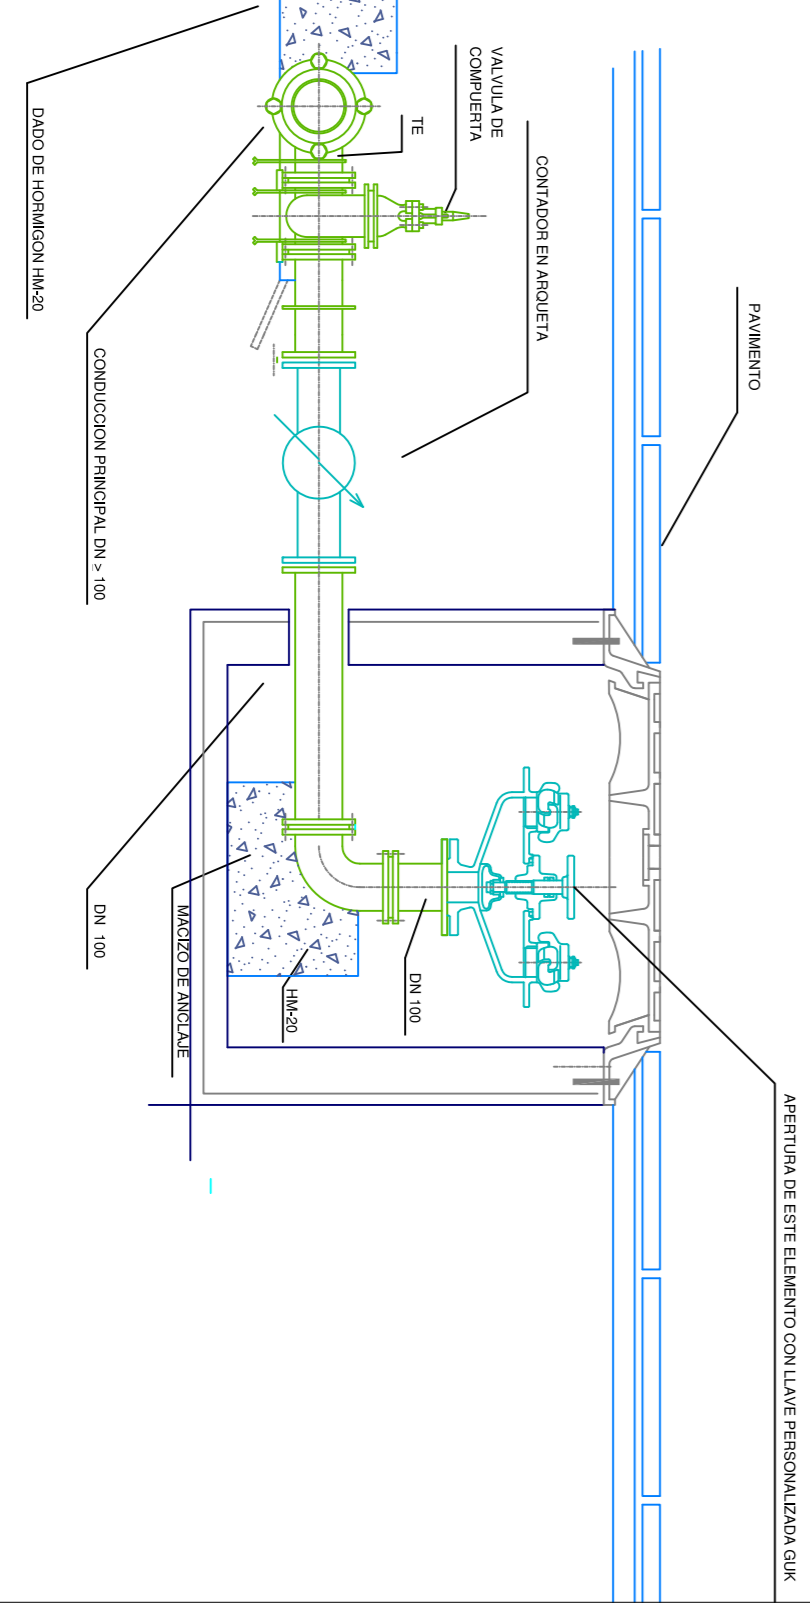 APERTURA DE ESTE ELEMENTO CON LLAVE PERSONALIZADA GUK
PAVIMENTO
CONTADOR EN ARQUETA
VALVULA DE
COMPUERTA
TE
DN 100
HM-20
MACIZO DE ANCLAJE
DN 100
CONDUCCION PRINCIPAL DN ≥ 100
DADO DE HORMIGON HM-20